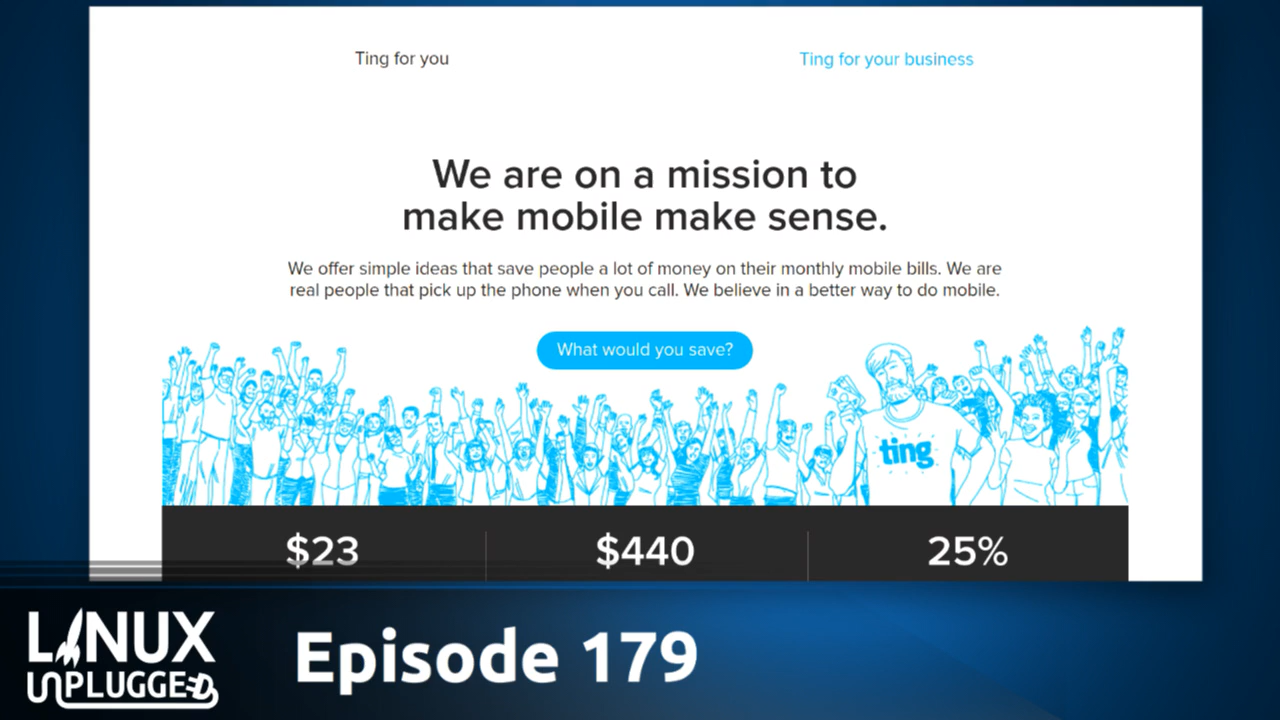 Ting for you
Ting for your business
We are on a mission to
make mobile make sense.
We offer simple ideas that save people a lot of money on their monthly mobile bills. We are
real people that pick up the phone when you call. We believe in a better way to do mobile.
What would you save?
ting
$23
$440
25%
LINUX
UNPLUGGED
Episode 179